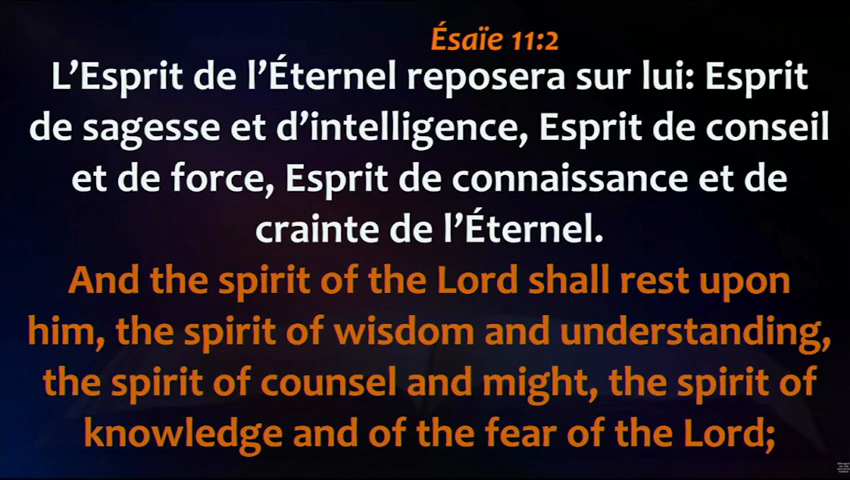 Ésaïe 11:2
L’Esprit de l’Éternel reposera sur lui: Esprit
de sagesse et d’intelligence, Esprit de conseil
et de force, Esprit de connaissance et de
crainte de l’Éternel.
And the spirit of the Lord shall rest upon
him, the spirit of wisdom and understanding,
the spirit of counsel and might, the spirit of
knowledge and of the fear of the Lord;